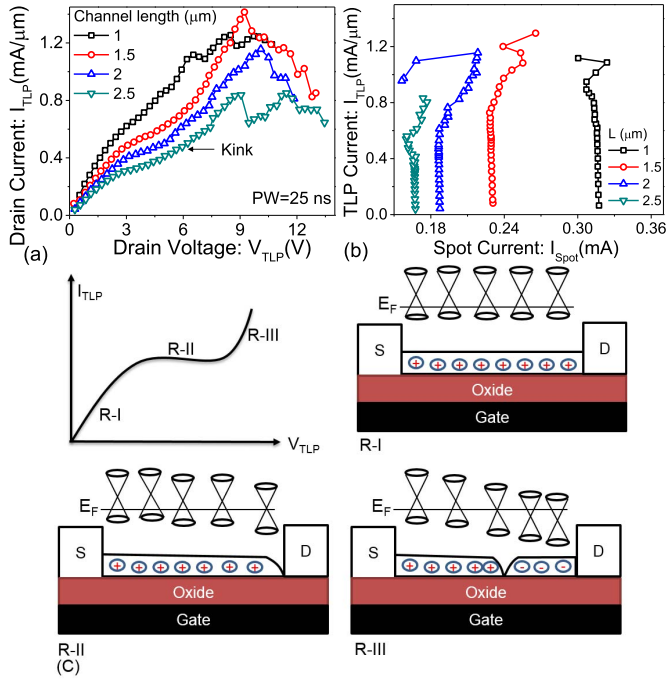 Channel length (μm)
1
1.5
2
2.5
Kink
PW=25 ns
1.2
0.8
0.4
0.0
0
3
6
9
12
Drain Current: I_TLP(mA/μm)
Drain Voltage: V_TLP(V)
(a)
L (μm)
1
1.5
2
2.5
1.6
1.2
0.8
0.4
0.0
0.18
0.24
0.30
0.36
TLP Current: I_TLP(mA/μm)
Spot Current: I_Spot(mA)
(b)
I_TLP
R-I
R-II
R-III
V_TLP
E_F
S
D
+ + + + + + + +
Oxide
Gate
R-I
E_F
S
D
+ + + + + + +
Oxide
Gate
R-II
E_F
S
D
+ + + + + - - -
Oxide
Gate
R-III
(C)